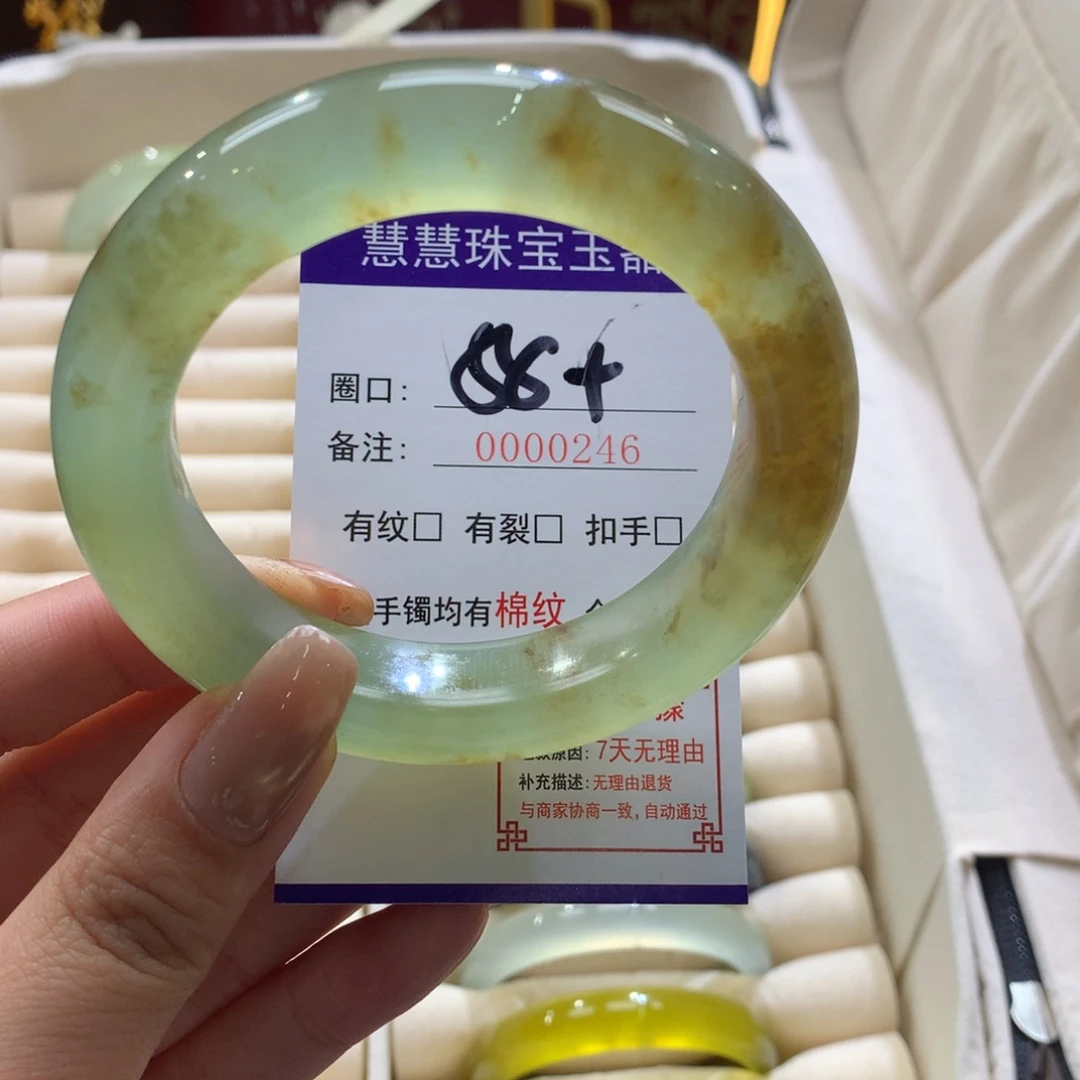 慧慧珠宝玉器
圈口: 56+
备注: 0000246
有纹□ 有裂□ 扣手□
手镯均有棉纹
原因: 7天无理由
补充描述: 无理由退货
与商家协商一致, 自动通过